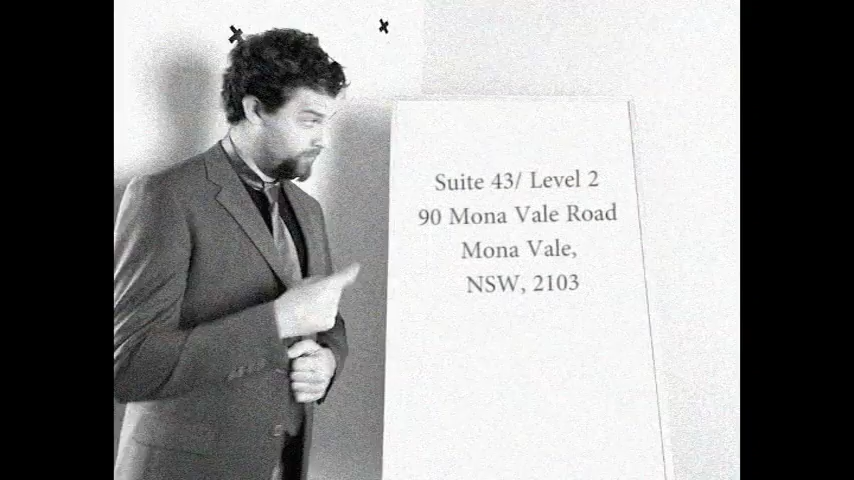 Suite 43/ Level 2
90 Mona Vale Road
Mona Vale,
NSW, 2103